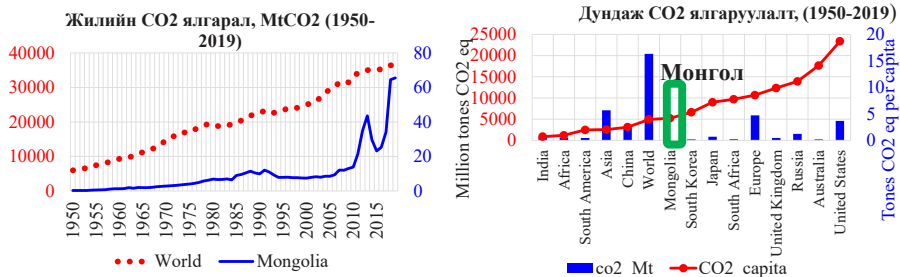 Жилийн CO2 ялгарал, MtCO2 (1950-
2019)
40000
30000
20000
10000
0
80
60
40
20
0
1950
1955
1960
1965
1970
1975
1980
1985
1990
1995
2000
2005
2010
2015
World
Mongolia
Дундаж CO2 ялгаруулалт, (1950-2019)
Million tones CO2 eq
25000
20000
15000
10000
5000
0
Монгол
20
15
10
5
0
Tones CO2 eq per capita
India
Africa
South America
Asia
China
World
Mongolia
South Korea
Japan
South Africa
Europe
United Kingdom
Russia
Australia
United States
co2_Mt
CO2_capita